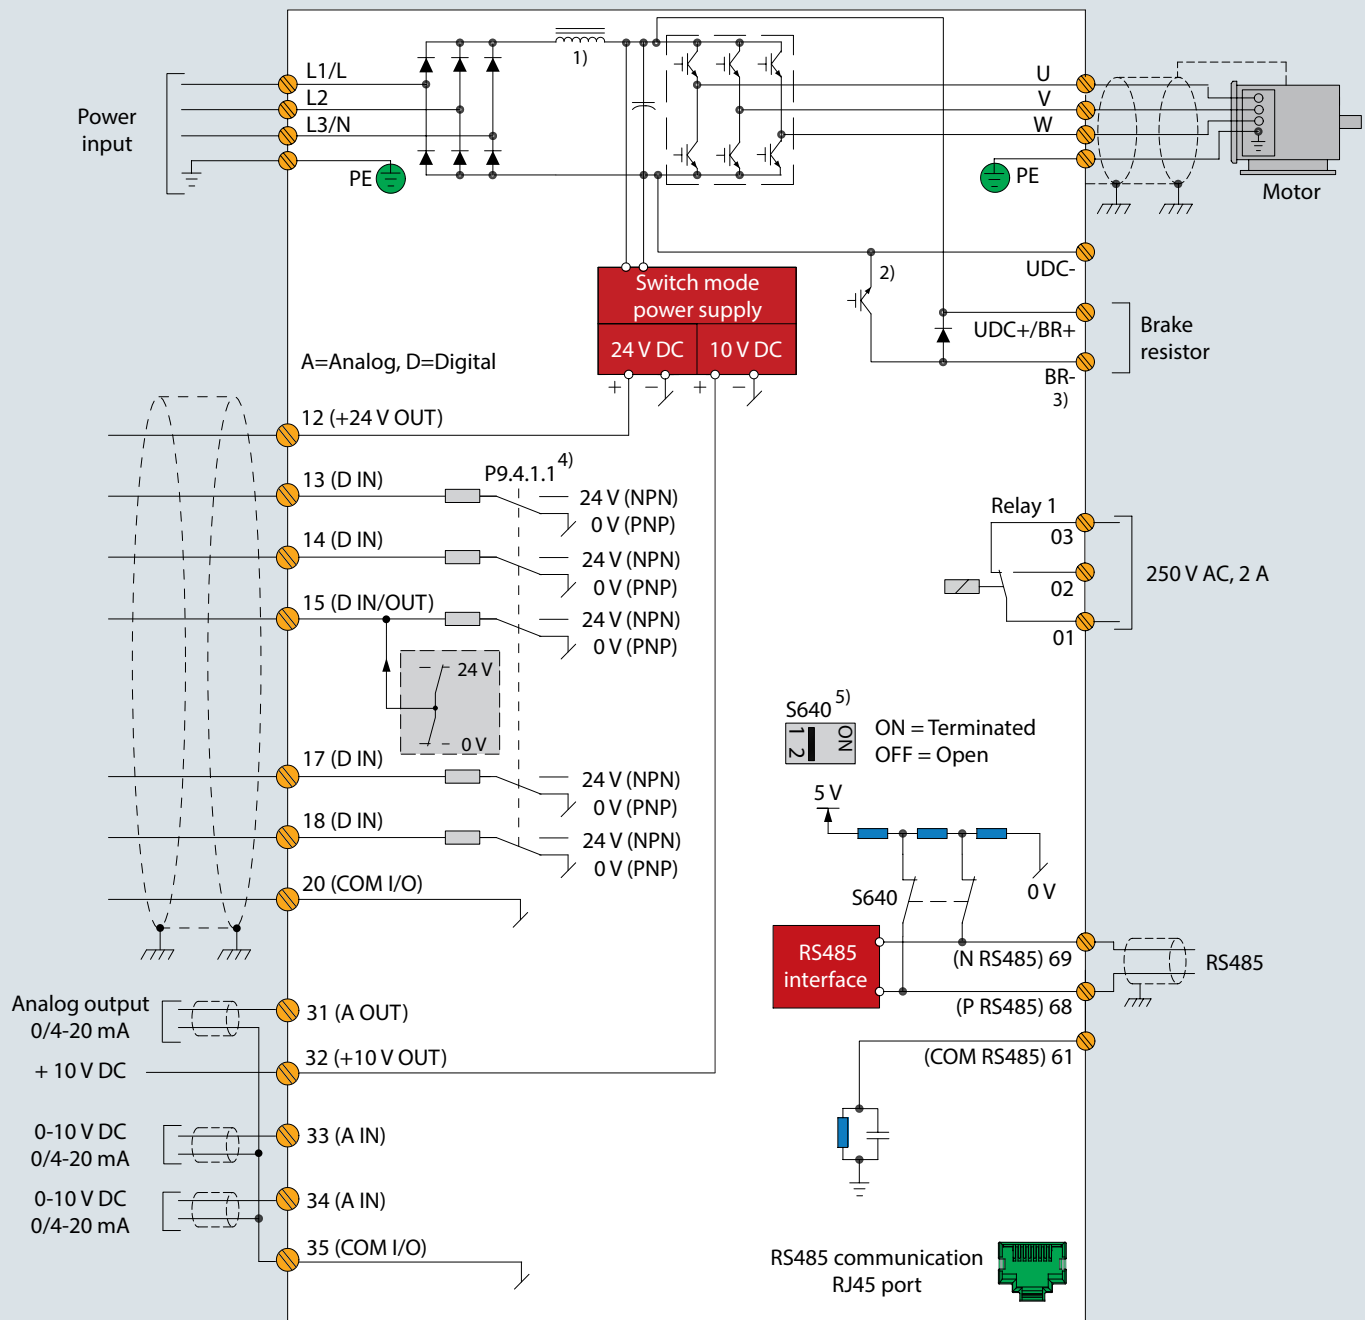 Power
input
L1/L
L2
L3/N
PE
1)
U
V
W
PE
Motor
UDC-
2)
UDC+/BR+
BR-
3)
Brake
resistor
Switch mode
power supply
24 V DC
10 V DC
+
−
+
−
A=Analog, D=Digital
12 (+24 V OUT)
13 (D IN)
P9.4.1.1 4)
24 V (NPN)
0 V (PNP)
14 (D IN)
24 V (NPN)
0 V (PNP)
15 (D IN/OUT)
24 V (NPN)
0 V (PNP)
24 V
0 V
17 (D IN)
24 V (NPN)
0 V (PNP)
18 (D IN)
24 V (NPN)
0 V (PNP)
20 (COM I/O)
Relay 1
03
02
01
250 V AC, 2 A
S640 5)
1 2
ON
ON = Terminated
OFF = Open
5 V
0 V
S640
RS485
interface
(N RS485) 69
(P RS485) 68
(COM RS485) 61
RS485
Analog output
0/4-20 mA
31 (A OUT)
+ 10 V DC
32 (+10 V OUT)
0-10 V DC
0/4-20 mA
33 (A IN)
0-10 V DC
0/4-20 mA
34 (A IN)
35 (COM I/O)
RS485 communication
RJ45 port